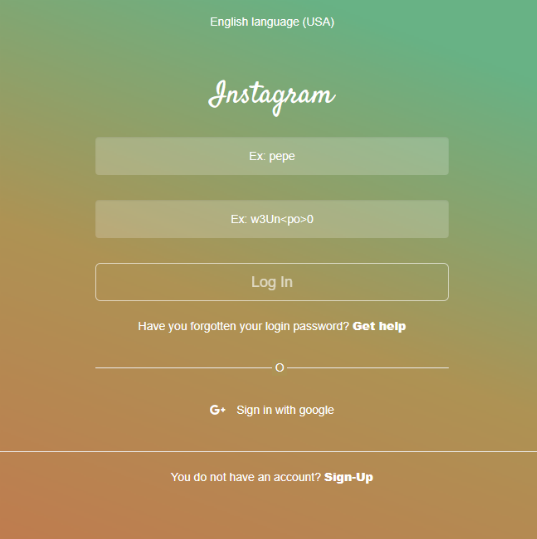 English language (USA)
Instagram
Ex: pepe
Ex: w3Un<po>0
Log In
Have you forgotten your login password? Get help
O
G+ Sign in with google
You do not have an account? Sign-Up